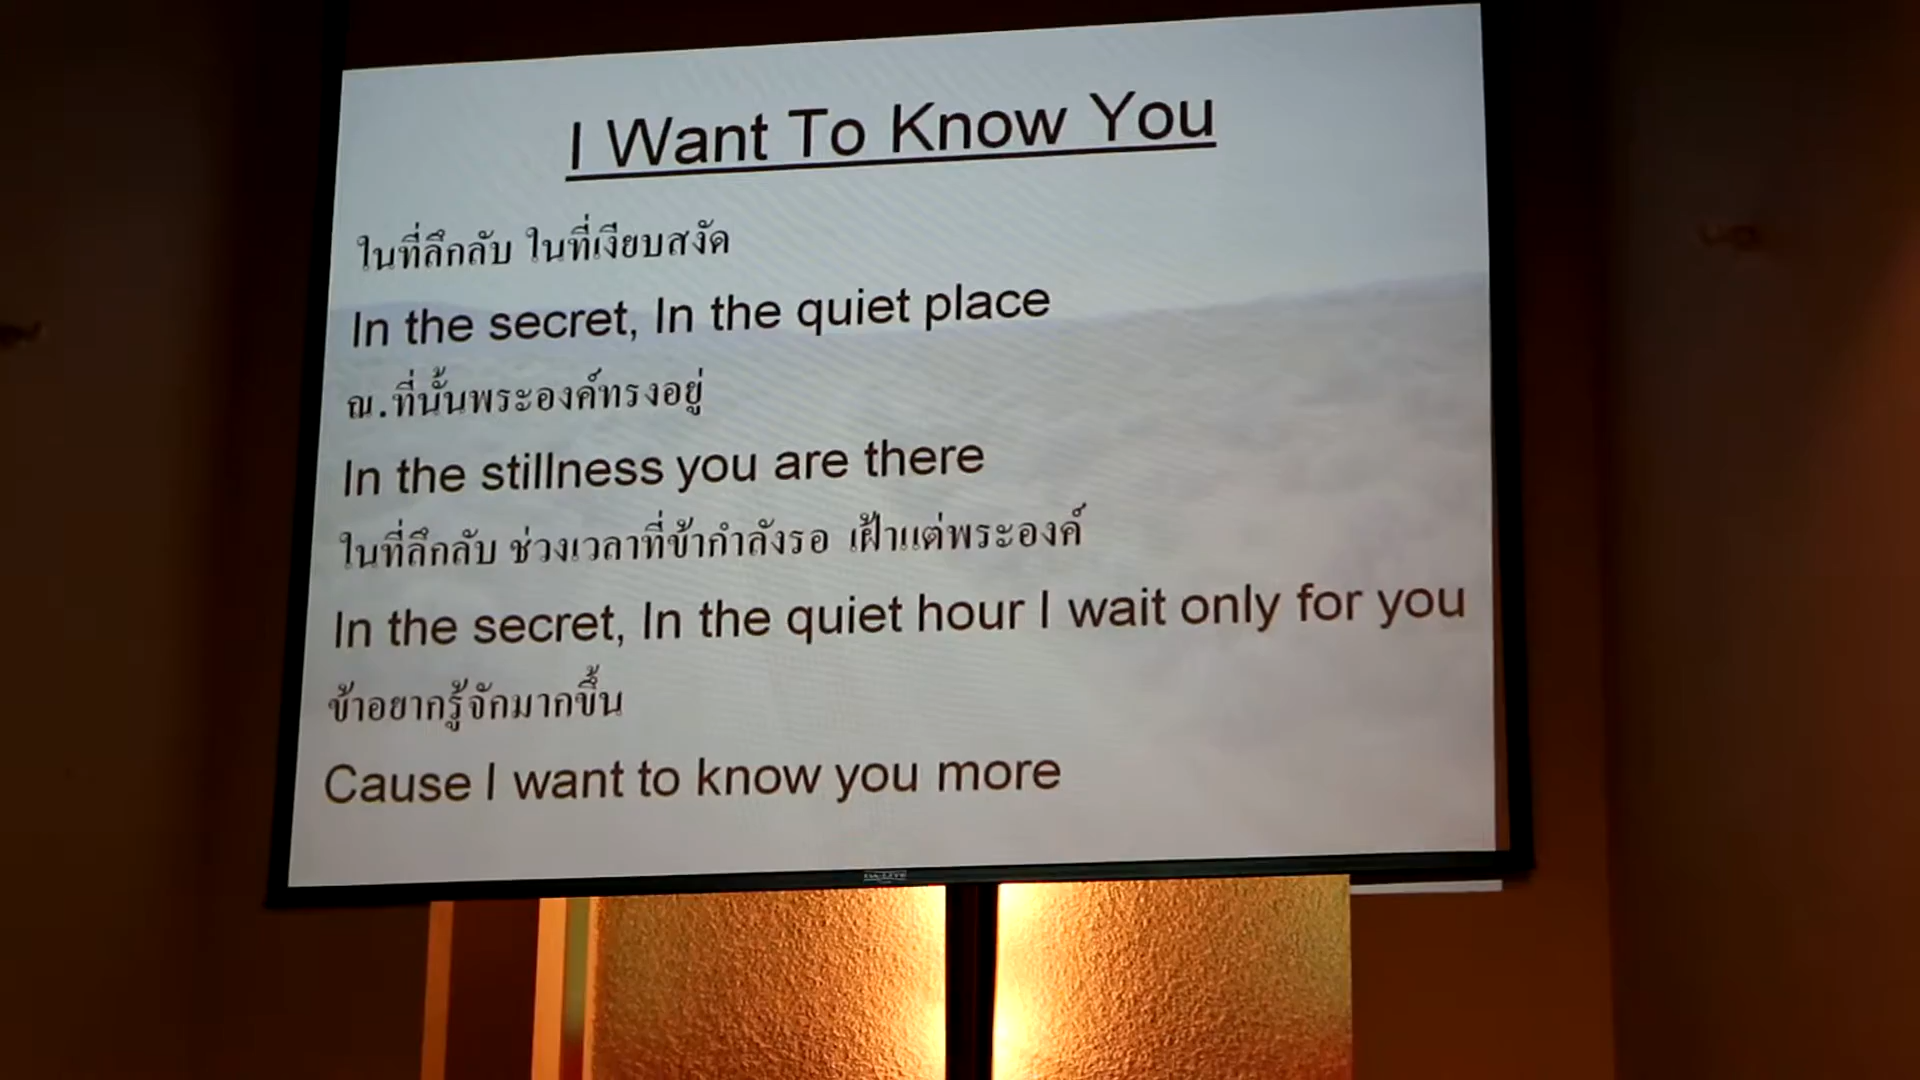 I Want To Know You
ในที่ลึกลับ ในที่เงียบสงัด
In the secret, In the quiet place
ณ.ที่นั้นพระองค์ทรงอยู่
In the stillness you are there
ในที่ลึกลับ ช่วงเวลาที่ข้ากำลังรอ เฝ้าแต่พระองค์
In the secret, In the quiet hour I wait only for you
ข้าอยากรู้จักมากขึ้น
Cause I want to know you more
DA-LITE